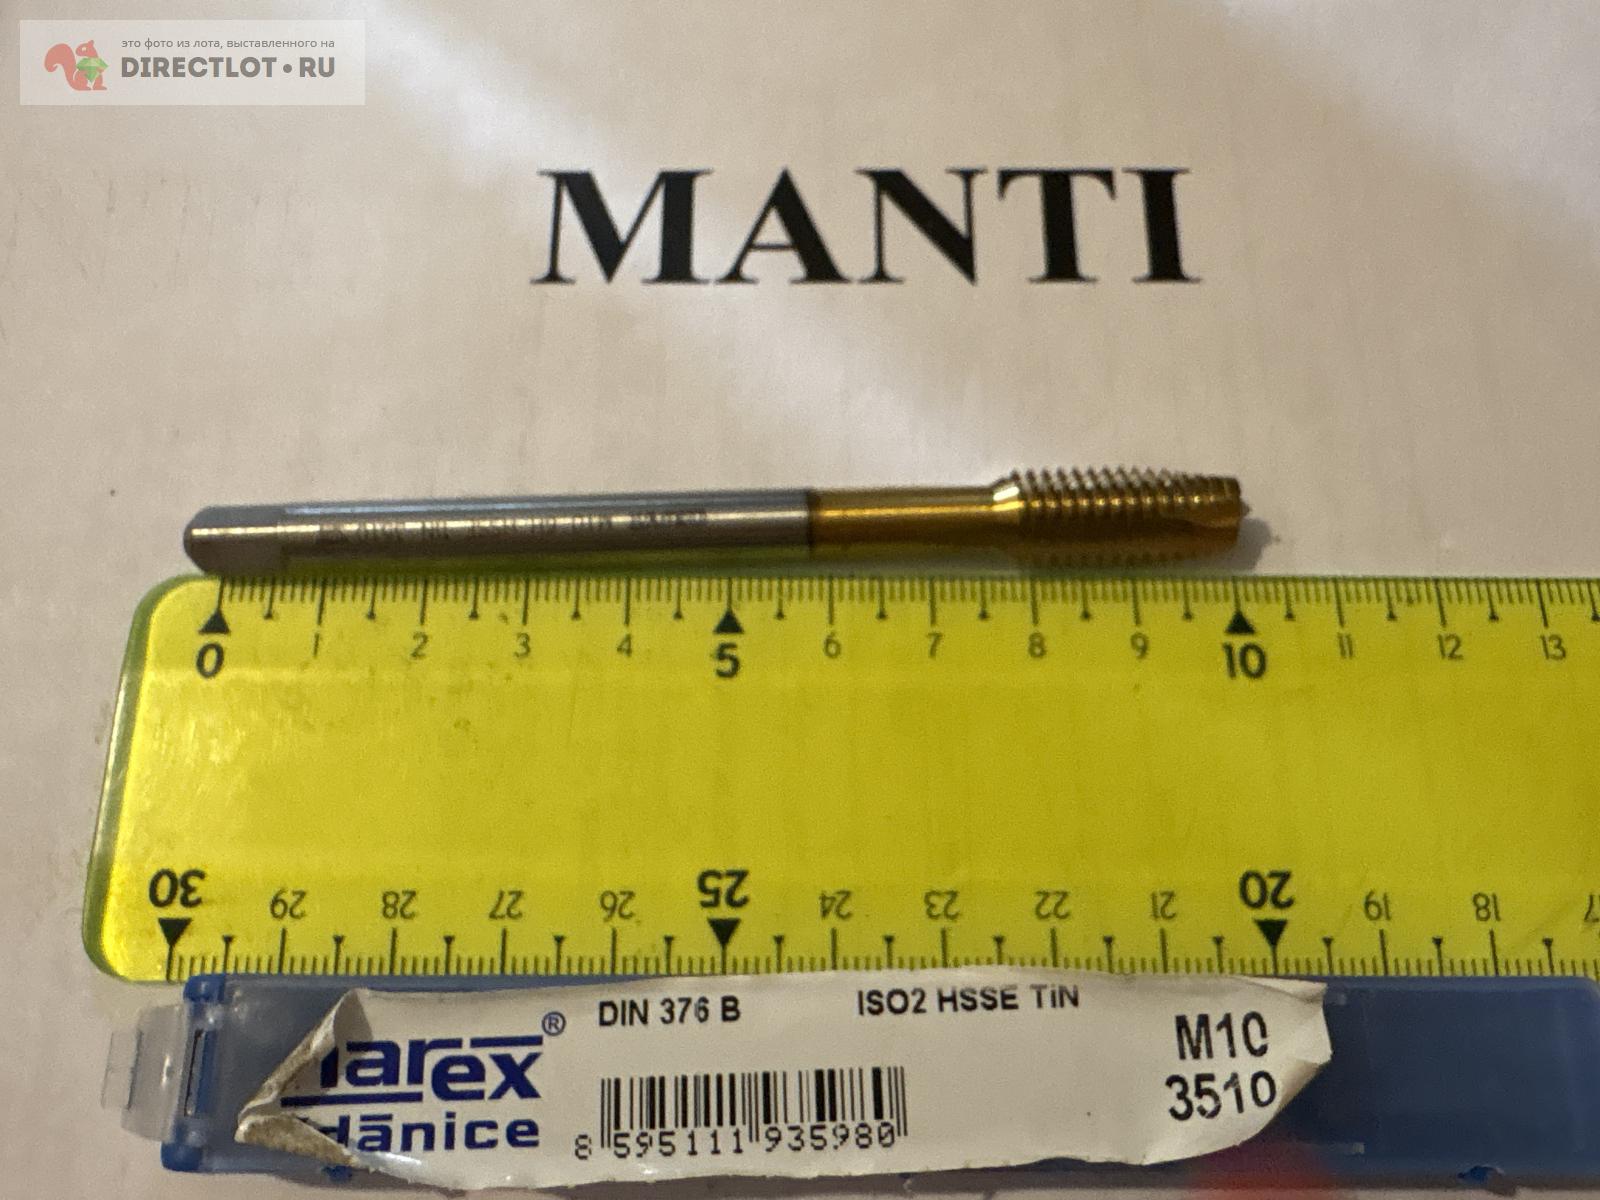 это фото из лота, выставленного на
DIRECTLOT • RU
MANTI
0 1 2 3 4 5 6 7 8 9 10 11 12 13
30 29 28 27 26 25 24 23 22 21 20 19 18
DIN 376 B ISO2 HSSE TiN
arex®
M10
3510
dānice
8 595111 935980